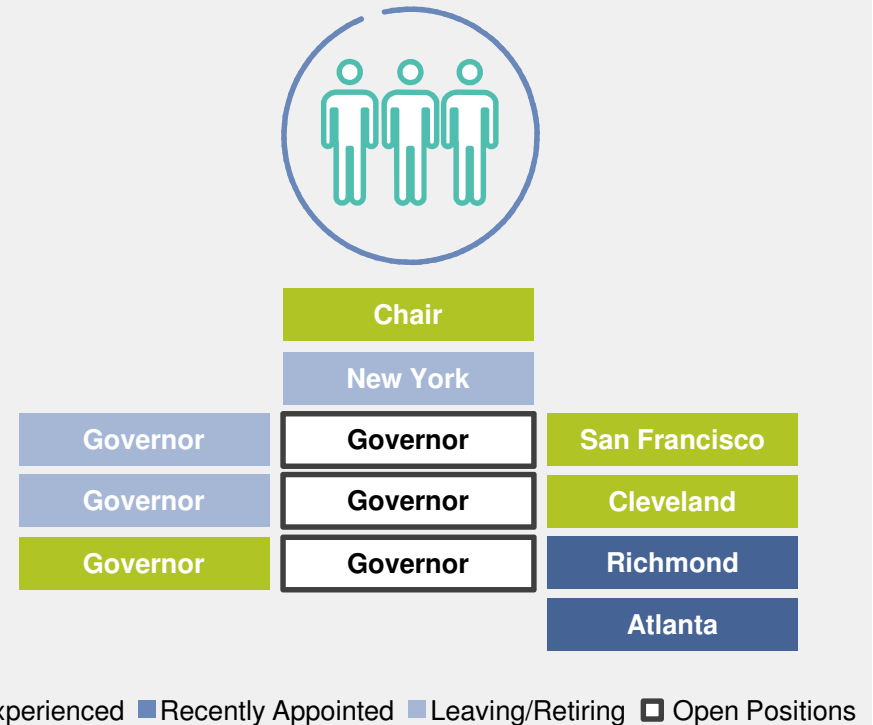 Chair
New York
Governor Governor San Francisco
Governor Governor Cleveland
Governor Governor Richmond
Atlanta
xperienced Recently Appointed Leaving/Retiring Open Positions